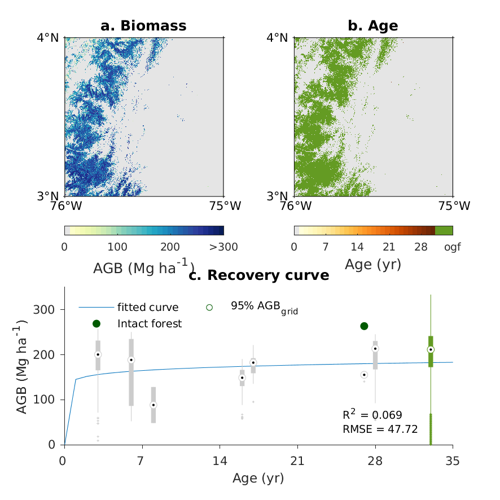 a. Biomass
b. Age
4°N
4°N
3°N
3°N
76°W
75°W
76°W
75°W
0 100 200 >300
0 7 14 21 28 ogf
AGB (Mg ha⁻¹)
Age (yr)
c. Recovery curve
fitted curve
95% AGB_grid
Intact forest
300
200
100
0
AGB (Mg ha⁻¹)
R² = 0.069
RMSE = 47.72
0 7 14 21 28 35
Age (yr)